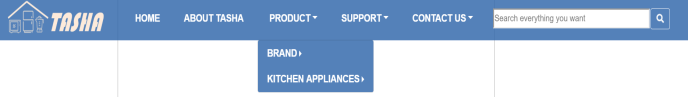 TASHA HOME ABOUT TASHA PRODUCT SUPPORT CONTACT US Search everything you want
BRAND
KITCHEN APPLIANCES